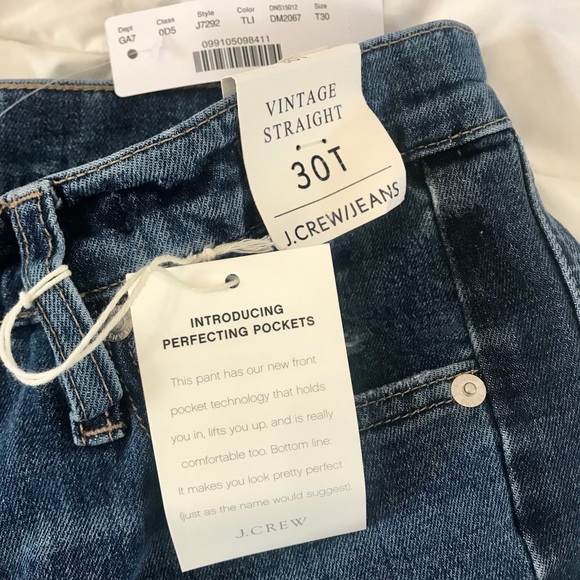 Dept Class Style Color DNS15012 Size
GA7 0D5 J7292 TLI DM2067 T30
099105098411
VINTAGE
STRAIGHT
30T
J.CREW/JEANS
INTRODUCING
PERFECTING POCKETS
This pant has our new front
pocket technology that holds
you in, lifts you up, and is really
comfortable too. Bottom line:
It makes you look pretty perfect
(just as the name would suggest).
J.CREW